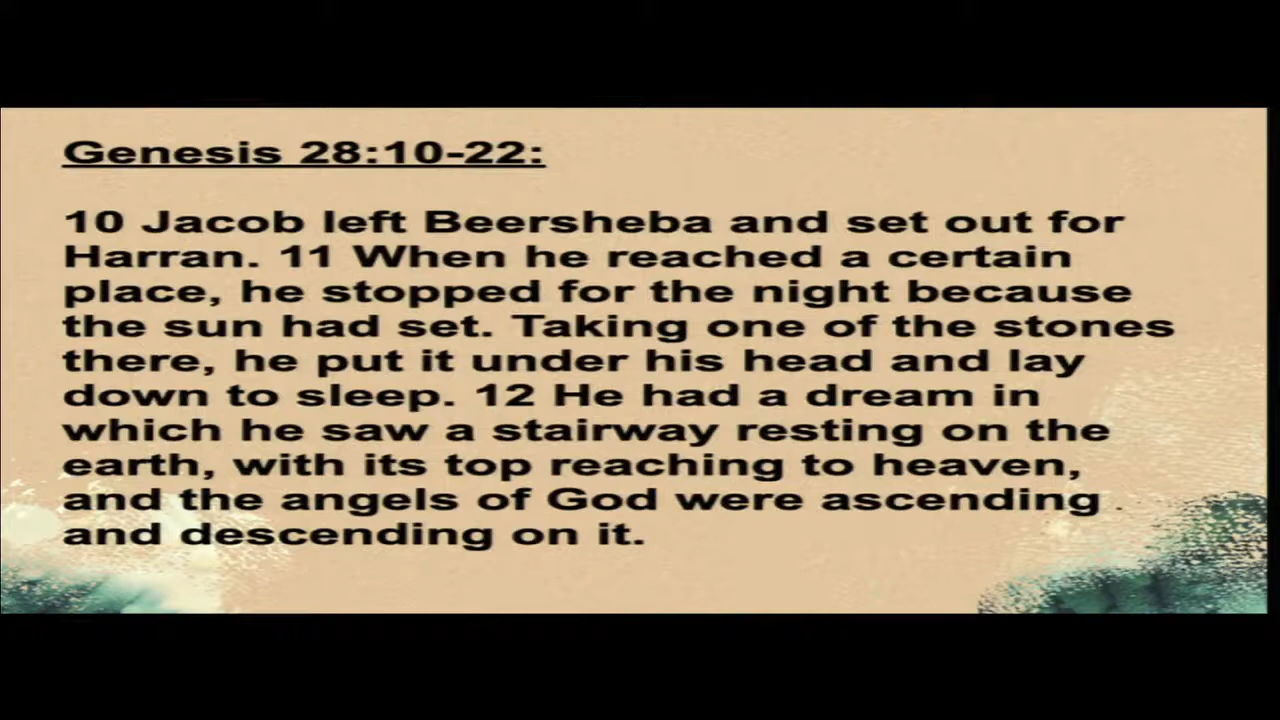 Genesis 28:10-22:
10 Jacob left Beersheba and set out for
Harran. 11 When he reached a certain
place, he stopped for the night because
the sun had set. Taking one of the stones
there, he put it under his head and lay
down to sleep. 12 He had a dream in
which he saw a stairway resting on the
earth, with its top reaching to heaven,
and the angels of God were ascending
and descending on it.